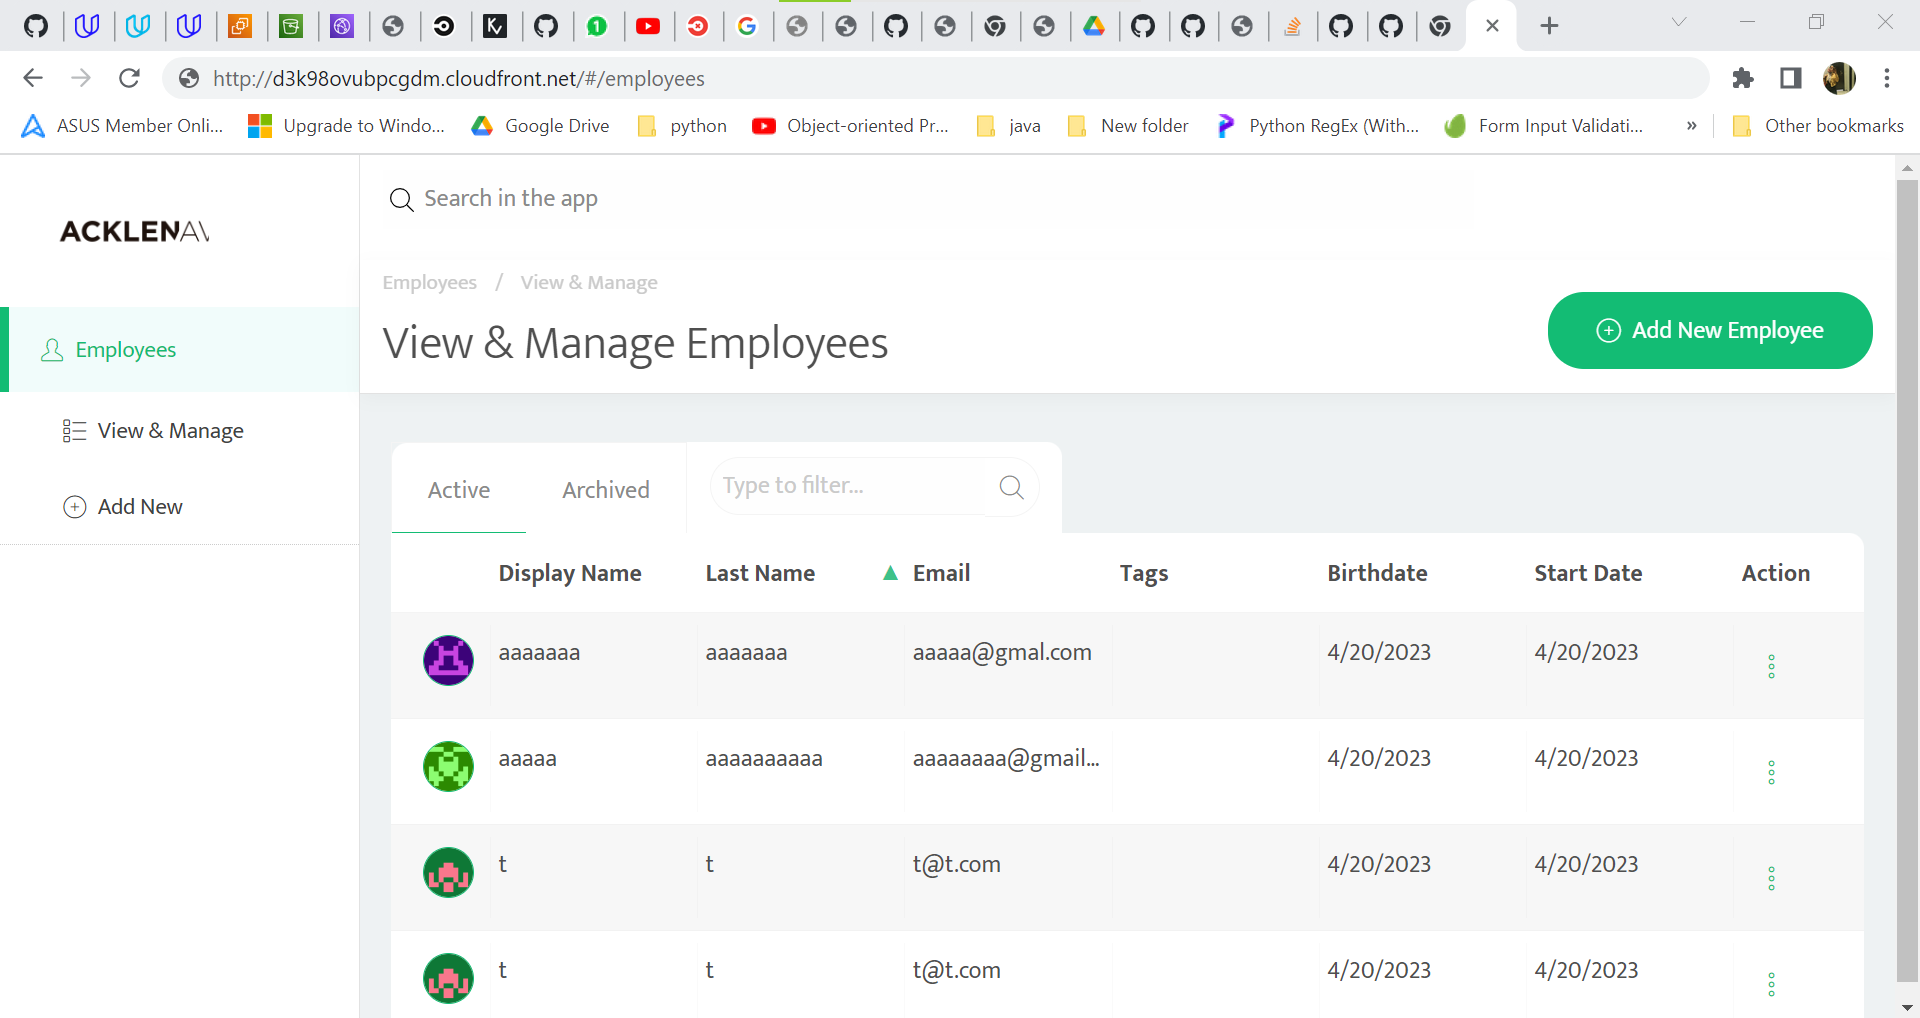 http://d3k98ovubpcgdm.cloudfront.net/#/employees
ASUS Member Onli... Upgrade to Windo... Google Drive python Object-oriented Pr... java New folder Python RegEx (With... Form Input Validati... » Other bookmarks
ACKLENAV
Search in the app
Employees / View & Manage
View & Manage Employees
Add New Employee
Employees
View & Manage
Add New
Active Archived Type to filter...
Display Name Last Name ▲ Email Tags Birthdate Start Date Action
aaaaaaa aaaaaaa aaaaa@gmal.com 4/20/2023 4/20/2023
aaaaa aaaaaaaaaa aaaaaaaa@gmail... 4/20/2023 4/20/2023
t t t@t.com 4/20/2023 4/20/2023
t t t@t.com 4/20/2023 4/20/2023